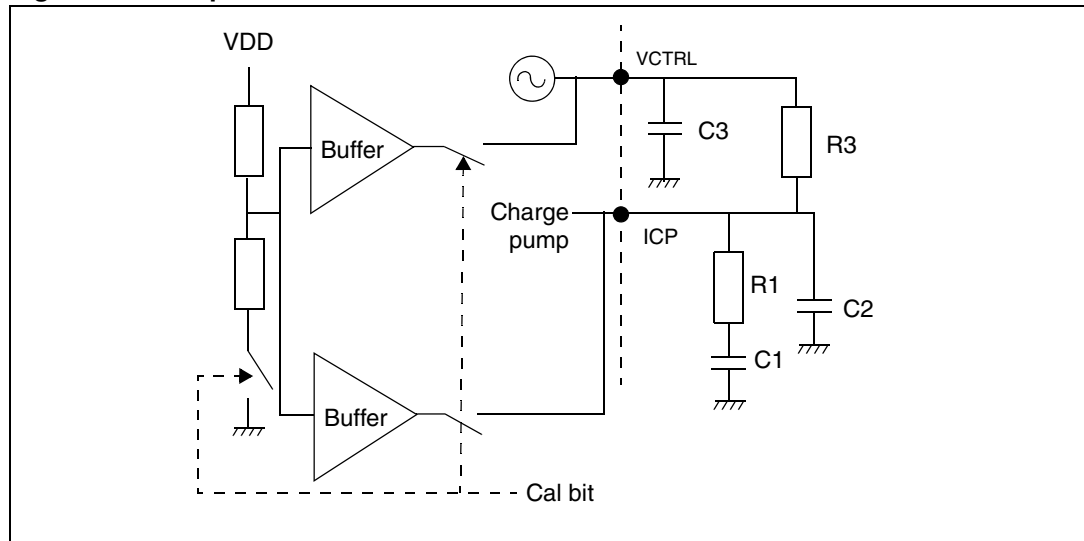 VDD
VCTRL
Buffer
C3
R3
Charge
pump
ICP
R1
C2
C1
Buffer
Cal bit